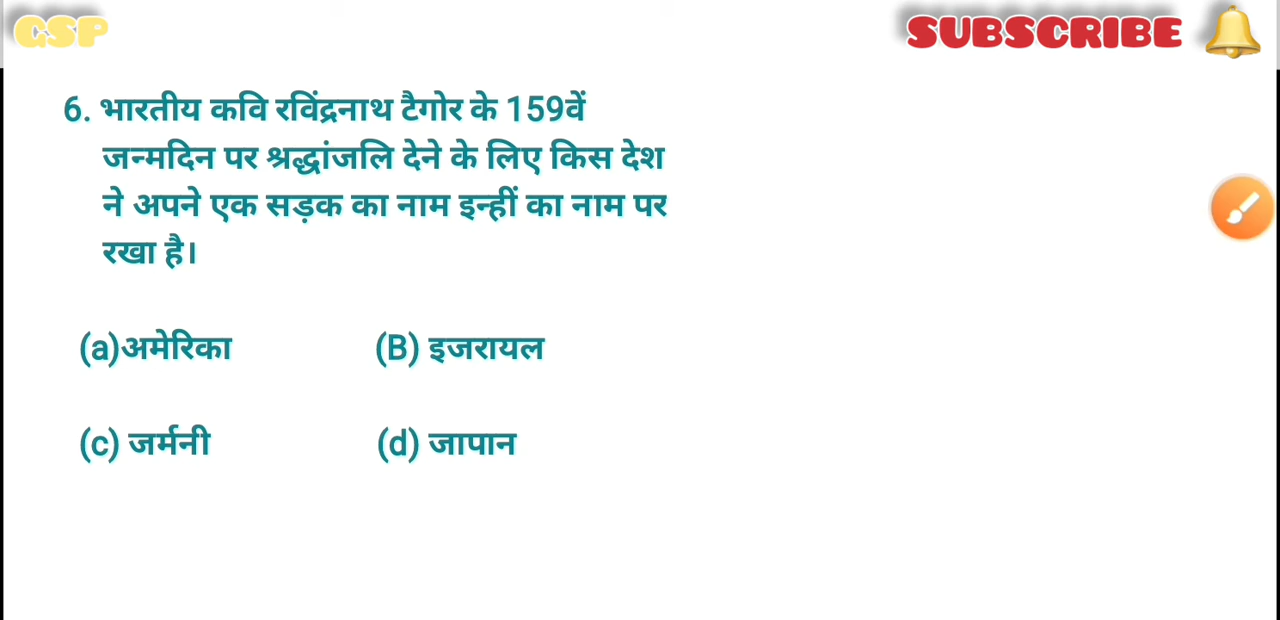 GSP
SUBSCRIBE
6. भारतीय कवि रविंद्रनाथ टैगोर के 159वें
जन्मदिन पर श्रद्धांजलि देने के लिए किस देश
ने अपने एक सड़क का नाम इन्हीं का नाम पर
रखा है।
(a)अमेरिका (B) इजरायल
(c) जर्मनी (d) जापान